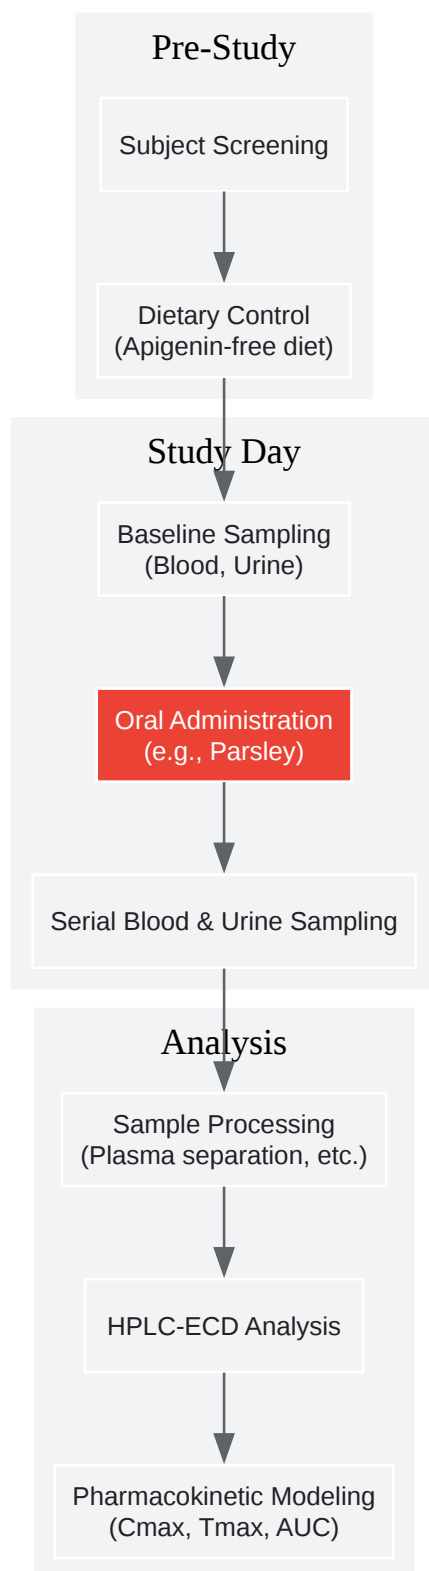 Pre-Study
Subject Screening
Dietary Control
(Apigenin-free diet)
Study Day
Baseline Sampling
(Blood, Urine)
Oral Administration
(e.g., Parsley)
Serial Blood & Urine Sampling
Analysis
Sample Processing
(Plasma separation, etc.)
HPLC-ECD Analysis
Pharmacokinetic Modeling
(Cmax, Tmax, AUC)